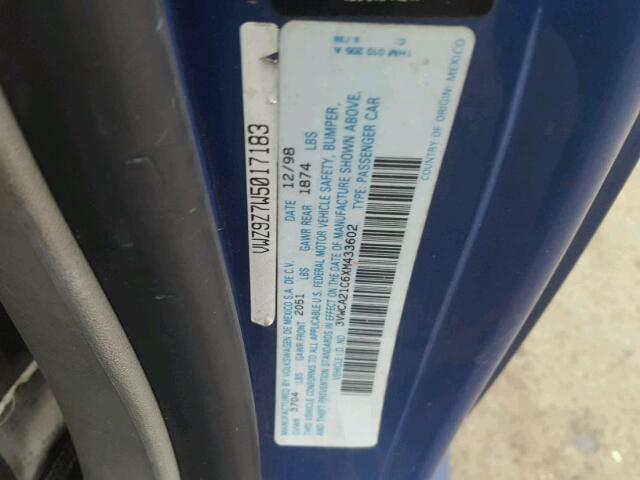 VWZ9Z7W5017183
MANUFACTURED BY VOLKSWAGEN DE MEXICO S.A. DE C.V. DATE 12/98
GVWR 3704 LBS GAWR FRONT 2051 LBS GAWR REAR 1874 LBS
THIS VEHICLE CONFORMS TO ALL APPLICABLE U.S. FEDERAL MOTOR VEHICLE SAFETY, BUMPER,
AND THEFT PREVENTION STANDARDS IN EFFECT ON THE DATE OF MANUFACTURE SHOWN ABOVE.
VEHICLE I.D. NO. 3VWCA21C6XM433602 TYPE: PASSENGER CAR
COUNTRY OF ORIGIN: MEXICO